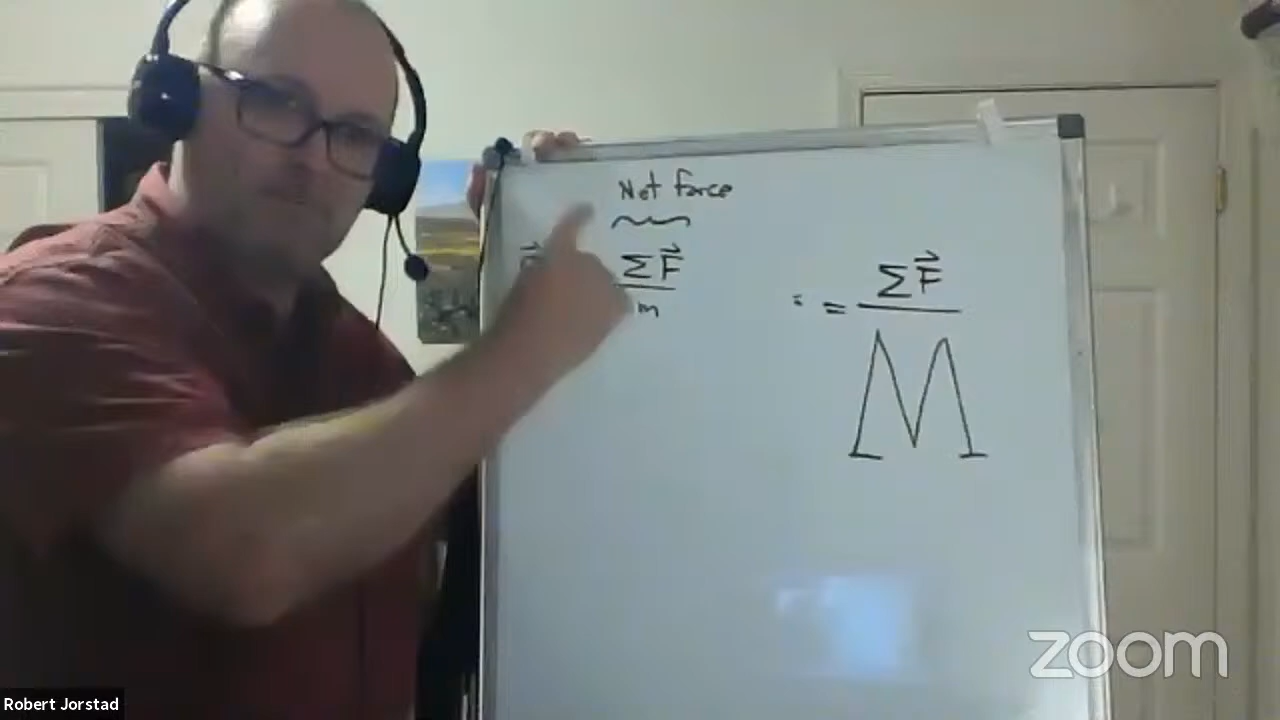 Net force
ΣF⃗
ΣF⃗
m
=
M
zoom
Robert Jorstad